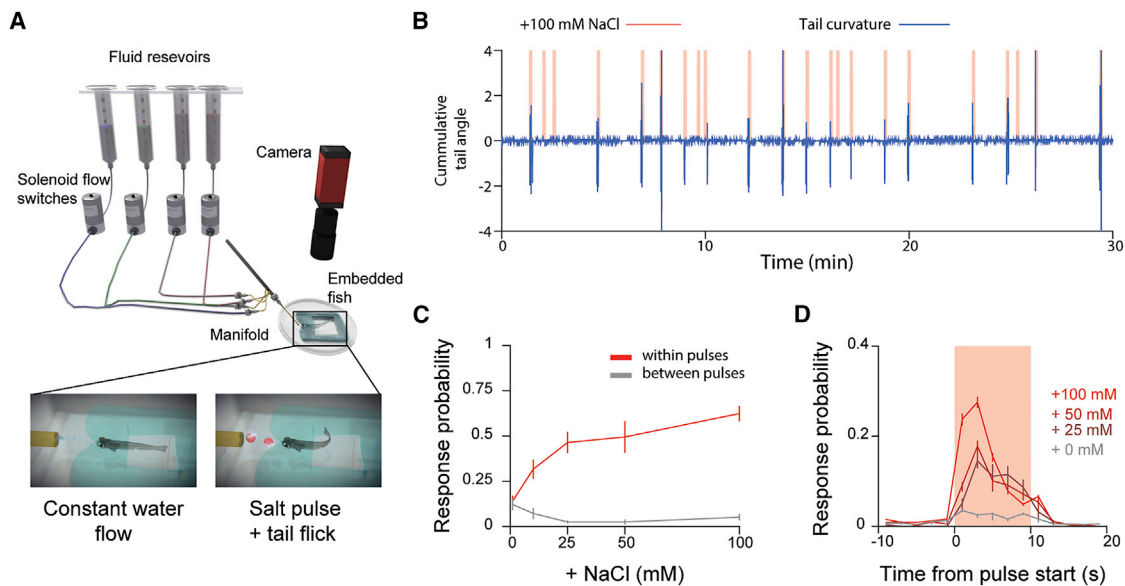 A
Fluid resevoirs
Camera
Solenoid flow
switches
Embedded
fish
Manifold
Constant water
flow
Salt pulse
+ tail flick
B
+100 mM NaCl
Tail curvature
Cummulative
tail angle
4
2
0
-2
-4
0
10
20
30
Time (min)
C
Response probability
1
0.75
0.5
0.25
0
within pulses
between pulses
0
25
50
100
+ NaCl (mM)
D
Response probability
0.4
0.2
0
+100 mM
+ 50 mM
+ 25 mM
+ 0 mM
-10
0
10
20
Time from pulse start (s)